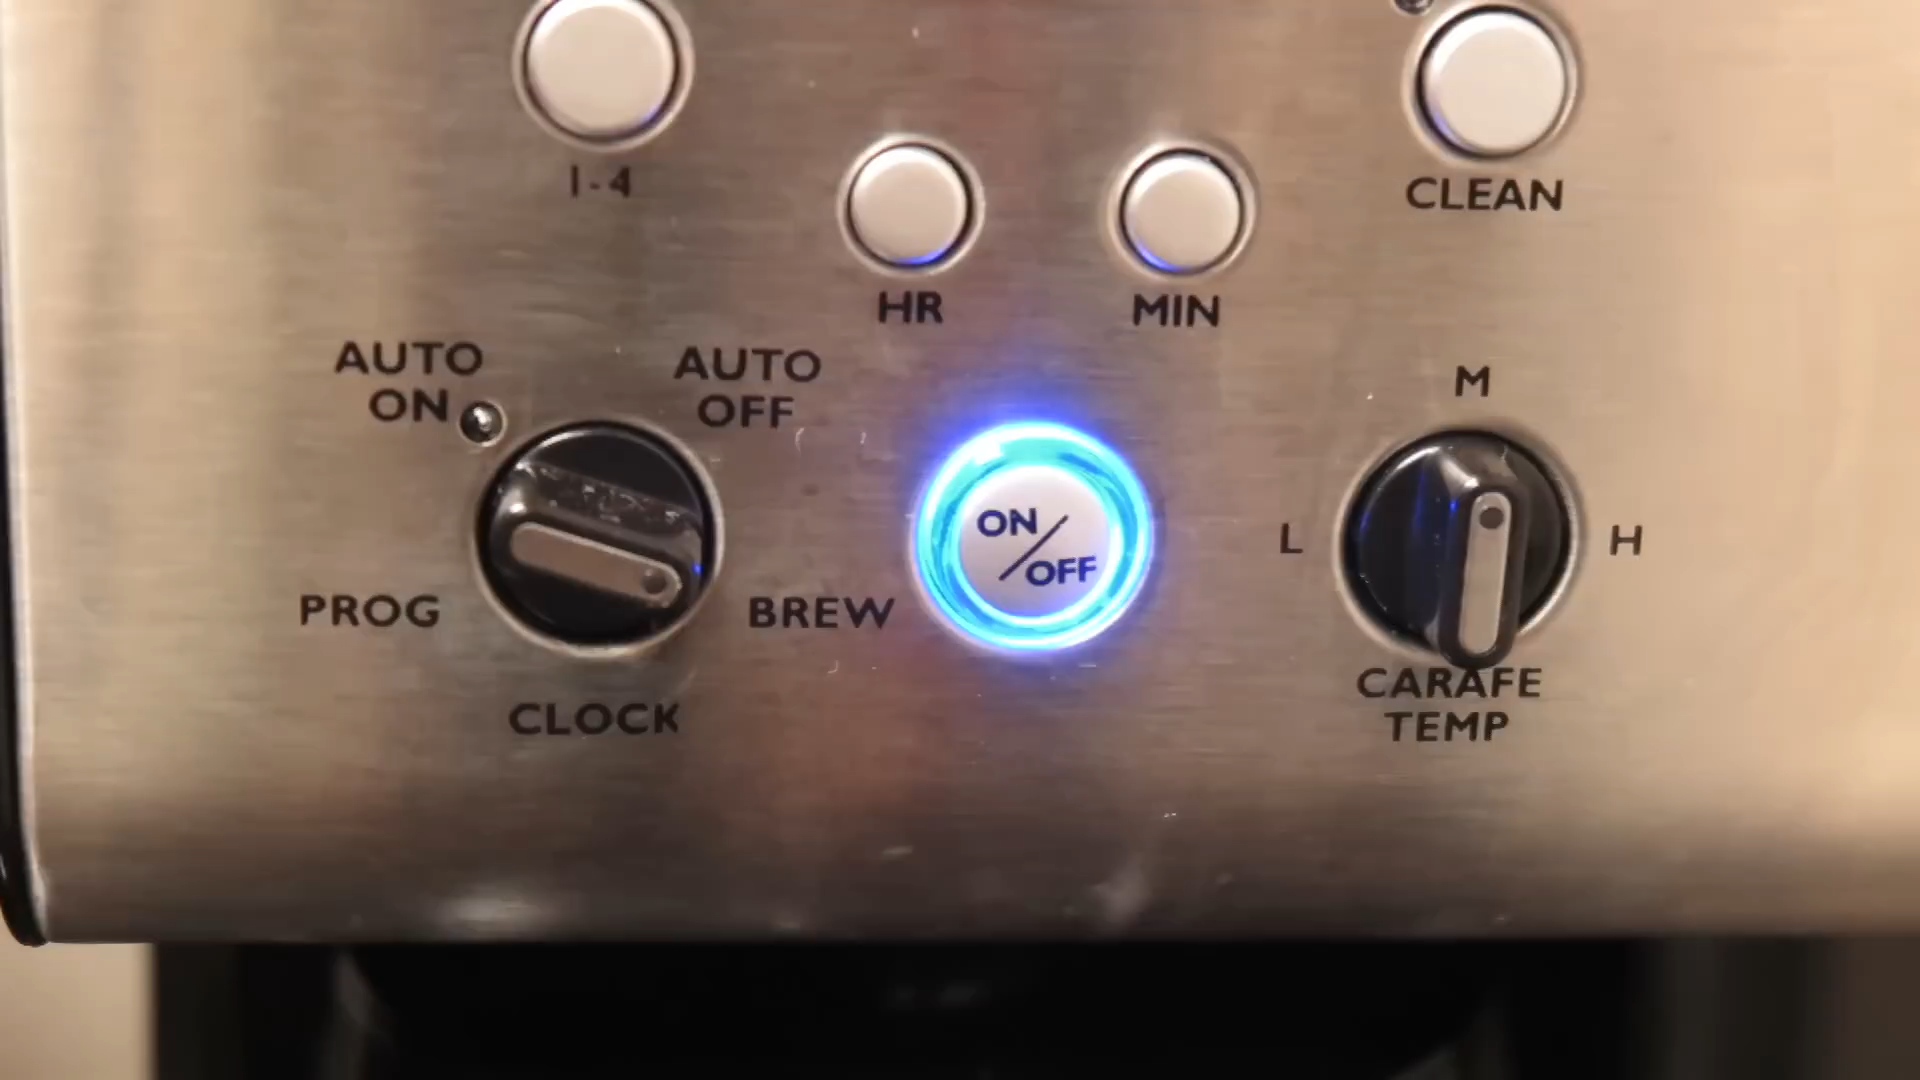 1-4
CLEAN
HR
MIN
AUTO
ON
AUTO
OFF
M
ON/OFF
L
H
PROG
BREW
CARAFE
TEMP
CLOCK